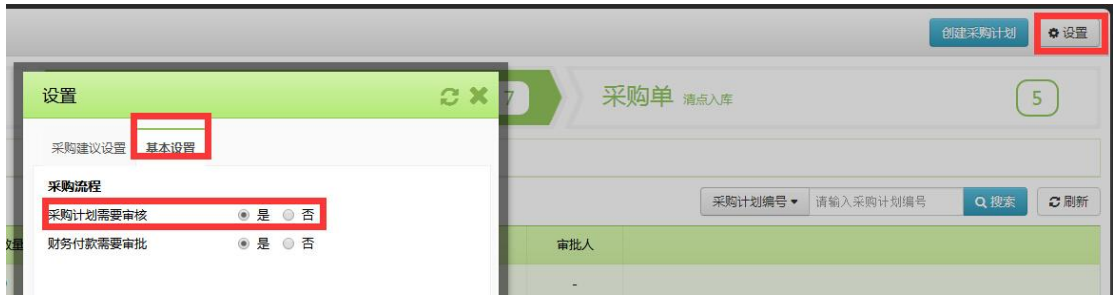 创建采购计划 设置
设置 7 采购单 清点入库 5
采购建议设置 基本设置
采购流程
采购计划需要审核 是 否 采购计划编号 请输入采购计划编号 搜索 刷新
数量 财务付款需要审批 是 否 审批人
-